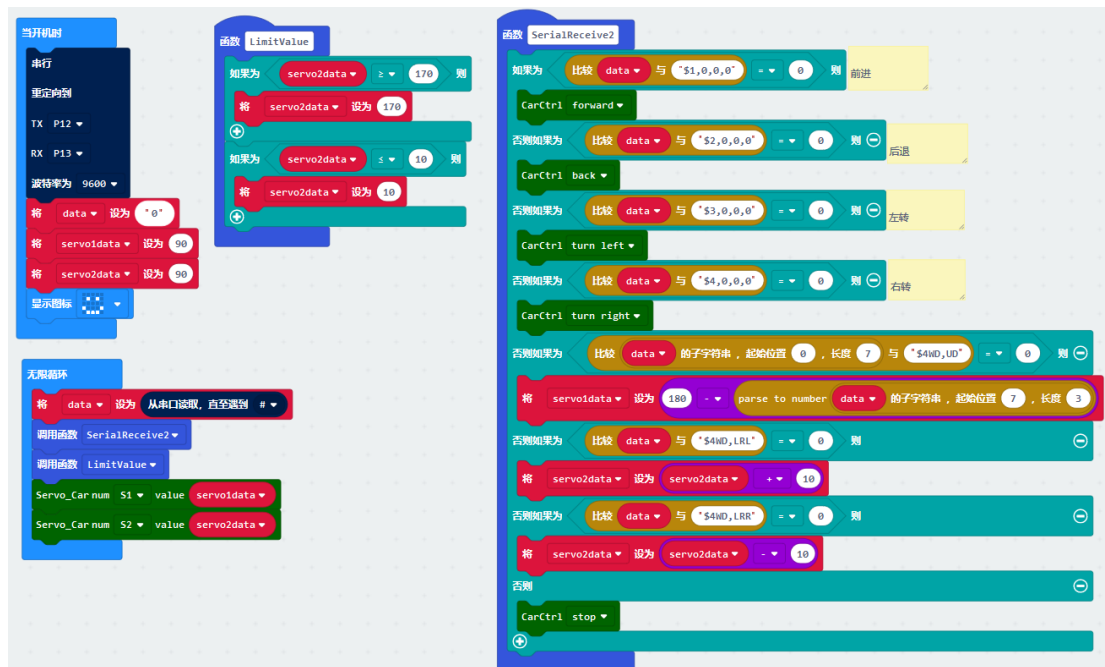 当开机时
串行
重定向到
TX P12
RX P13
波特率为 9600
将 data 设为 "0"
将 servo1data 设为 90
将 servo2data 设为 90
显示图标
无限循环
将 data 设为 从串口读取，直至遇到 #
调用函数 SerialReceive2
调用函数 LimitValue
Servo_Car num S1 value servo1data
Servo_Car num S2 value servo2data
函数 LimitValue
如果为 servo2data ≥ 170 则
将 servo2data 设为 170
如果为 servo2data ≤ 10 则
将 servo2data 设为 10
函数 SerialReceive2
如果为 比较 data 与 "$1,0,0,0" = 0 则 前进
CarCtrl forward
否则如果为 比较 data 与 "$2,0,0,0" = 0 则 后退
CarCtrl back
否则如果为 比较 data 与 "$3,0,0,0" = 0 则 左转
CarCtrl turn left
否则如果为 比较 data 与 "$4,0,0,0" = 0 则 右转
CarCtrl turn right
否则如果为 比较 data 的子字符串，起始位置 0 ，长度 7 与 "$4WD,UD" = 0 则
将 servo1data 设为 180 - parse to number data 的子字符串，起始位置 7 ，长度 3
否则如果为 比较 data 与 "$4WD,LRL" = 0 则
将 servo2data 设为 servo2data + 10
否则如果为 比较 data 与 "$4WD,LRR" = 0 则
将 servo2data 设为 servo2data - 10
否则
CarCtrl stop